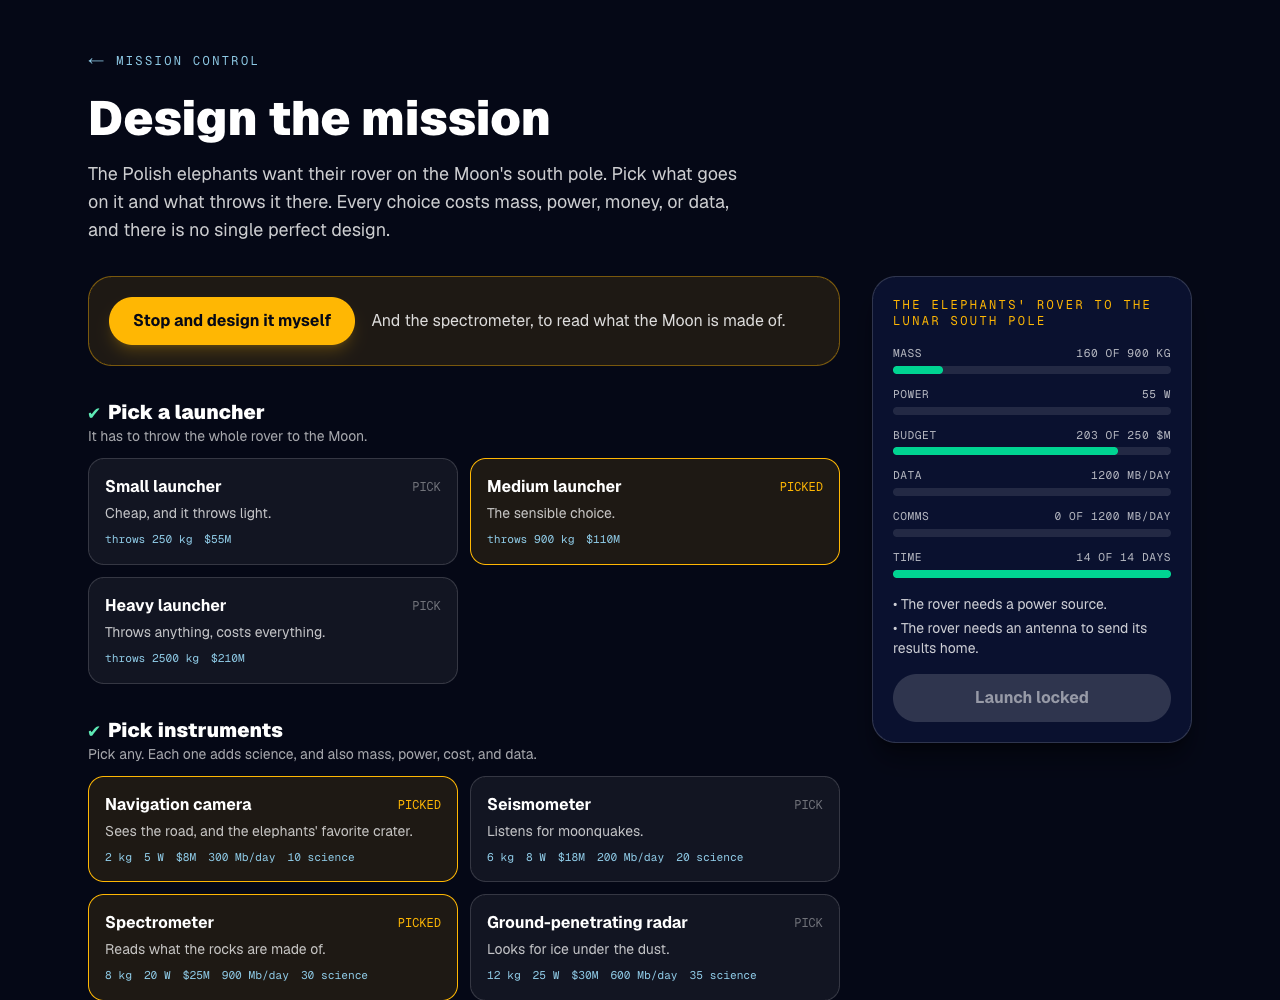 ← MISSION CONTROL
Design the mission
The Polish elephants want their rover on the Moon's south pole. Pick what goes
on it and what throws it there. Every choice costs mass, power, money, or data,
and there is no single perfect design.
Stop and design it myself
And the spectrometer, to read what the Moon is made of.
✔ Pick a launcher
It has to throw the whole rover to the Moon.
Small launcher PICK
Cheap, and it throws light.
throws 250 kg $55M
Medium launcher PICKED
The sensible choice.
throws 900 kg $110M
Heavy launcher PICK
Throws anything, costs everything.
throws 2500 kg $210M
✔ Pick instruments
Pick any. Each one adds science, and also mass, power, cost, and data.
Navigation camera PICKED
Sees the road, and the elephants' favorite crater.
2 kg 5 W $8M 300 Mb/day 10 science
Seismometer PICK
Listens for moonquakes.
6 kg 8 W $18M 200 Mb/day 20 science
Spectrometer PICKED
Reads what the rocks are made of.
8 kg 20 W $25M 900 Mb/day 30 science
Ground-penetrating radar PICK
Looks for ice under the dust.
12 kg 25 W $30M 600 Mb/day 35 science
THE ELEPHANTS' ROVER TO THE
LUNAR SOUTH POLE
MASS 160 OF 900 KG
POWER 55 W
BUDGET 203 OF 250 $M
DATA 1200 MB/DAY
COMMS 0 OF 1200 MB/DAY
TIME 14 OF 14 DAYS
• The rover needs a power source.
• The rover needs an antenna to send its
results home.
Launch locked